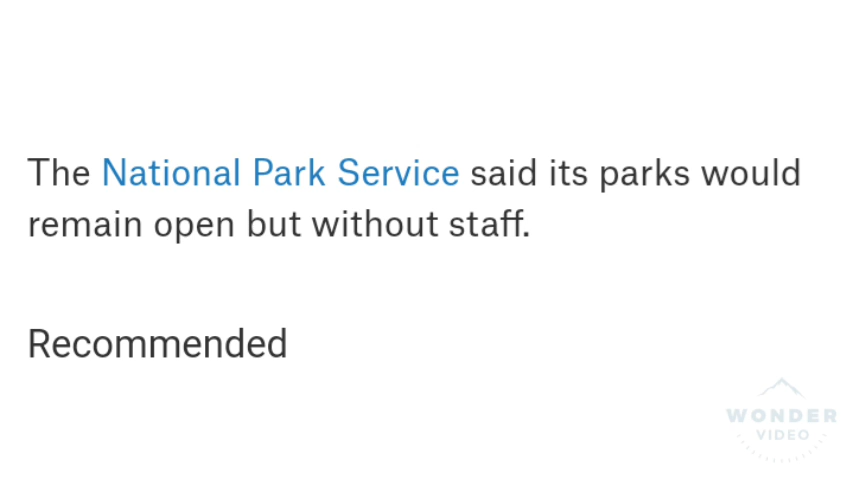 The National Park Service said its parks would
remain open but without staff.
Recommended
WONDER
VIDEO